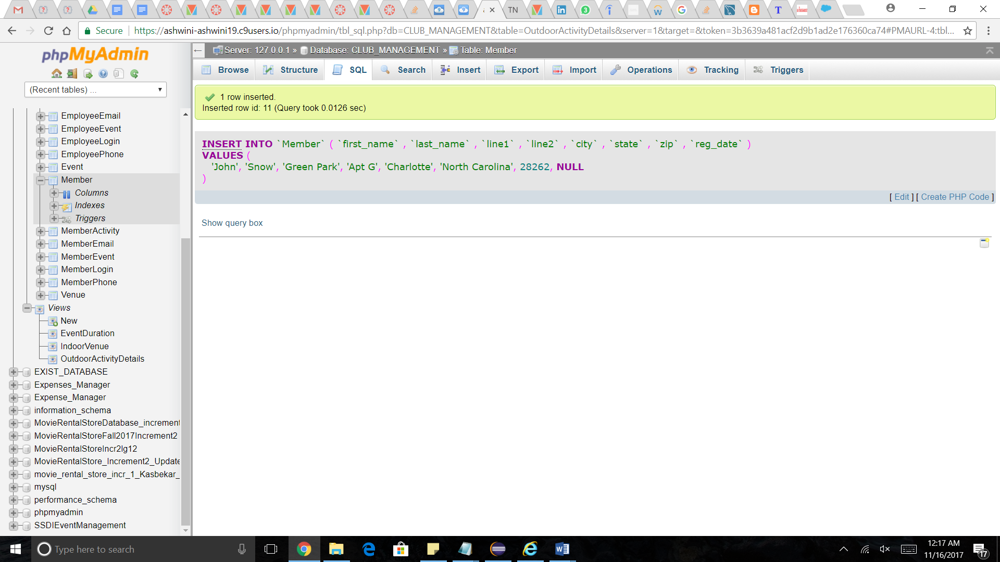 TN
Secure
https://ashwini-ashwini19.c9users.io/phpmyadmin/tbl_sql.php?db=CLUB_MANAGEMENT&table=OutdoorActivityDetails&server=1&target=&token=3b3639a481acf2d9b1ad2e176360ca74#PMAURL-4:tbl...
phpMyAdmin
(Recent tables) ...
EmployeeEmail
EmployeeEvent
EmployeeLogin
EmployeePhone
Event
Member
Columns
Indexes
Triggers
MemberActivity
MemberEmail
MemberEvent
MemberLogin
MemberPhone
Venue
Views
New
EventDuration
IndoorVenue
OutdoorActivityDetails
EXIST_DATABASE
Expenses_Manager
Expense_Manager
information_schema
MovieRentalStoreDatabase_increment
MovieRentalStoreFall2017Increment2
MovieRentalStoreIncr2Ig12
MovieRentalStore_Increment2_Update
movie_rental_store_incr_1_Kasbekar_
mysql
performance_schema
phpmyadmin
SSDIEventManagement
Server: 127.0.0.1 » Database: CLUB_MANAGEMENT » Table: Member
Browse Structure SQL Search Insert Export Import Operations Tracking Triggers
1 row inserted.
Inserted row id: 11 (Query took 0.0126 sec)
INSERT INTO `Member` ( `first_name` , `last_name` , `line1` , `line2` , `city` , `state` , `zip` , `reg_date` )
VALUES (
'John', 'Snow', 'Green Park', 'Apt G', 'Charlotte', 'North Carolina', 28262, NULL
)
[ Edit ] [ Create PHP Code ]
Show query box
Type here to search
12:17 AM
11/16/2017
17